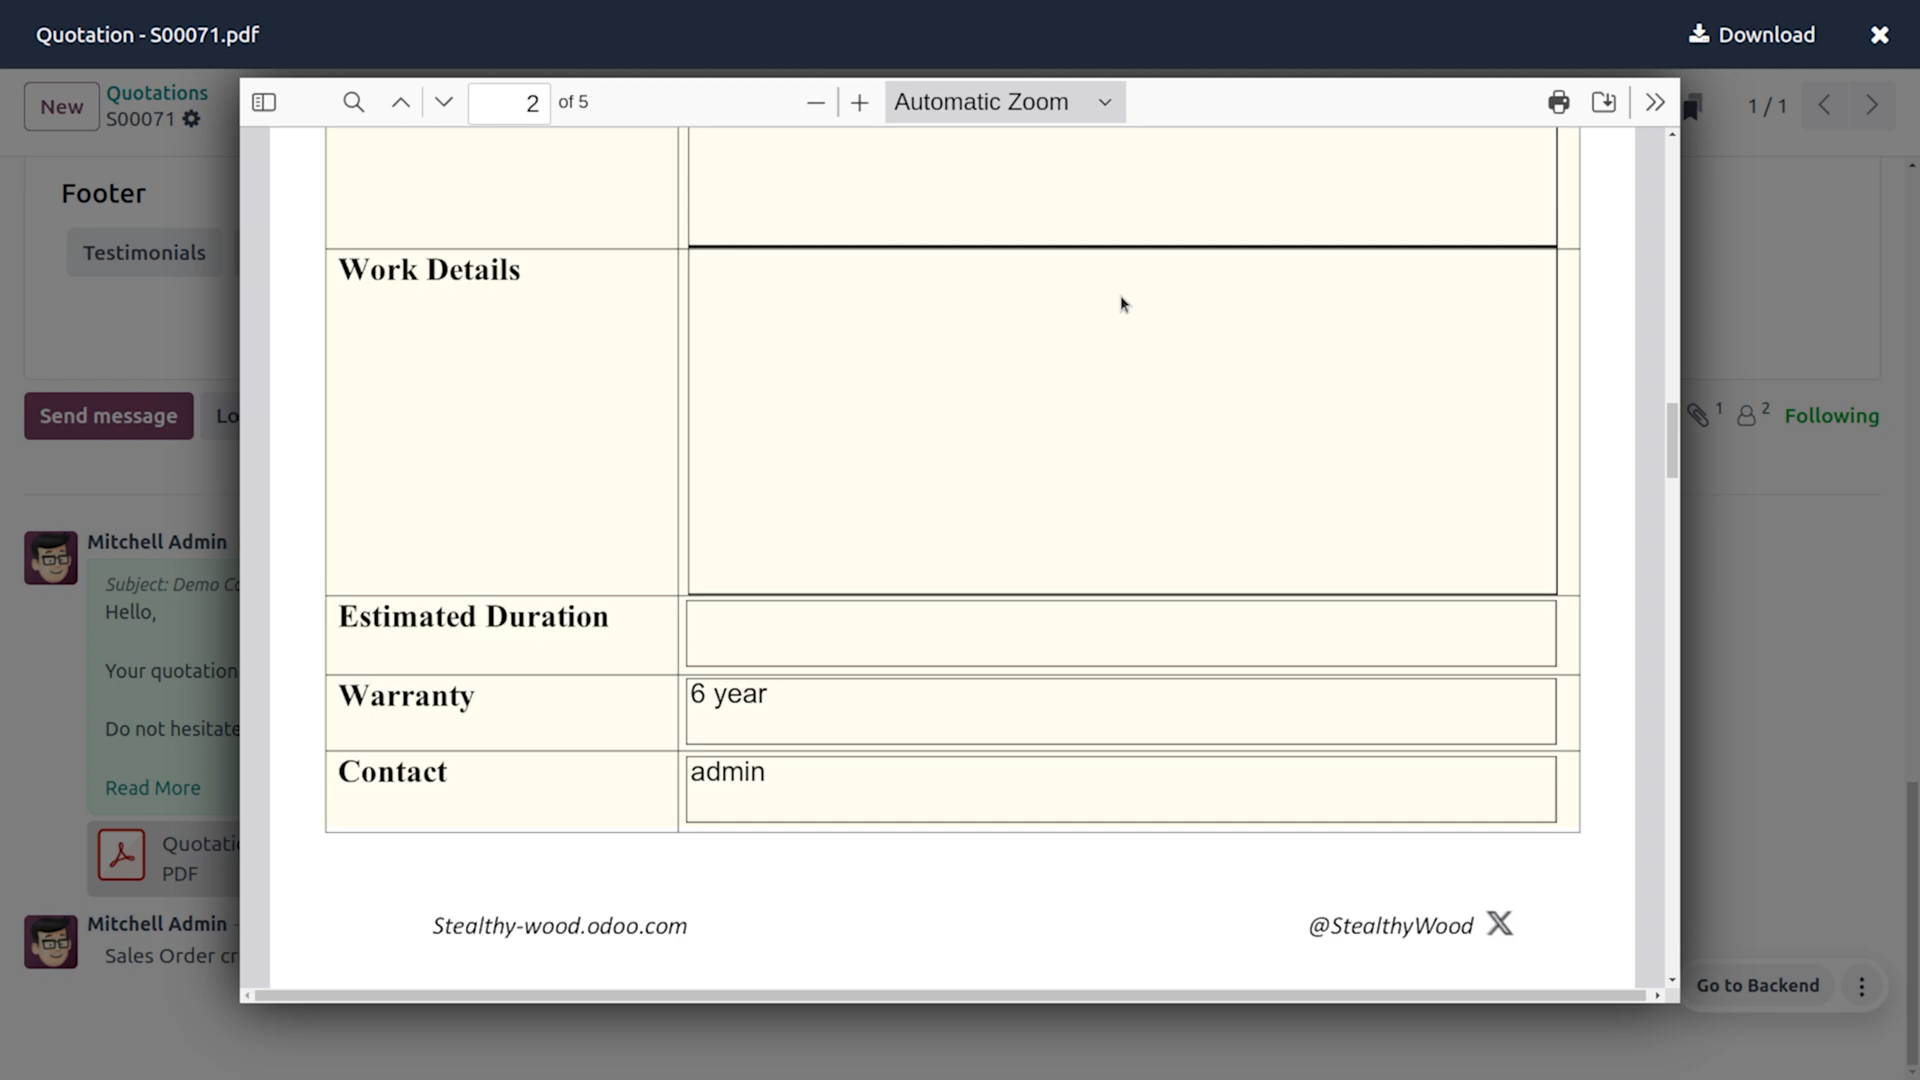 Quotation - S00071.pdf
Download
New
Quotations
S00071
2 of 5
Automatic Zoom
1 / 1
Footer
Testimonials
Work Details
Send message
1
2
Following
Mitchell Admin
Subject: Demo
Hello,
Your quotation
Do not hesitate
Read More
Estimated Duration
Warranty
6 year
Contact
admin
PDF
Mitchell Admin -
Sales Order
Stealthy-wood.odoo.com
@StealthyWood X
Go to Backend